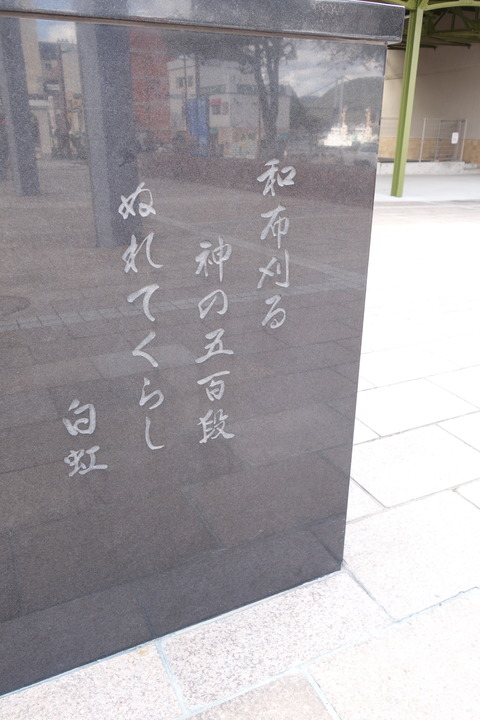 和布刈る
神の五百段
ぬれてくらし
白虹